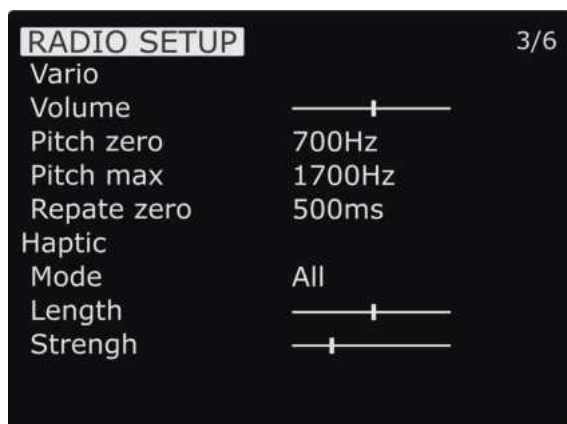 RADIO SETUP 3/6
Vario
Volume
Pitch zero 700Hz
Pitch max 1700Hz
Repate zero 500ms
Haptic
Mode All
Length
Strengh